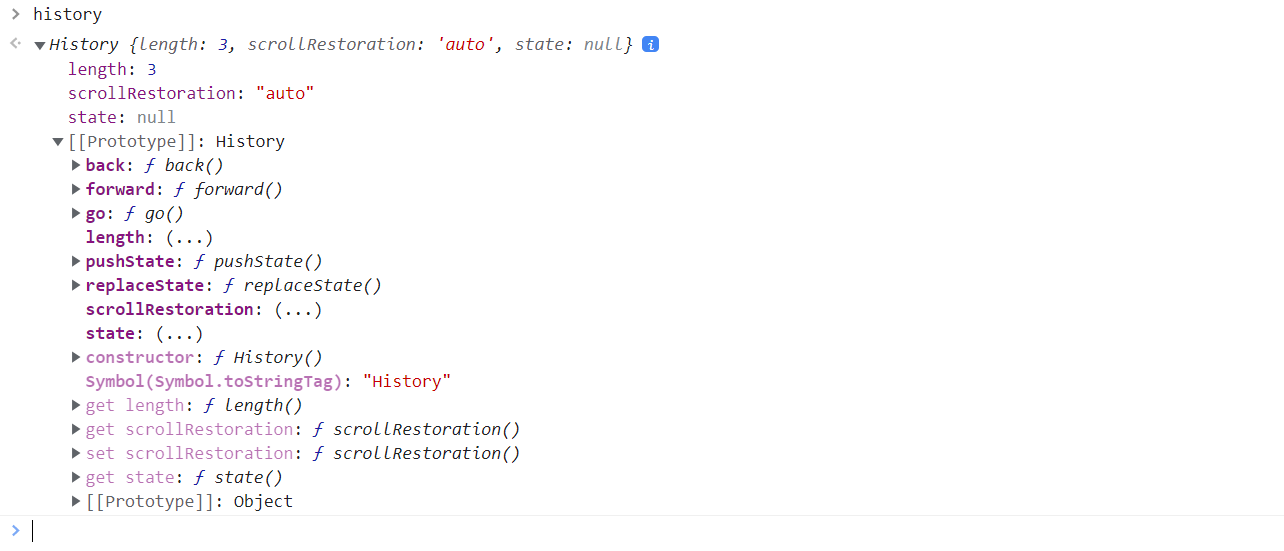 > history
History {length: 3, scrollRestoration: 'auto', state: null} i
length: 3
scrollRestoration: "auto"
state: null
[[Prototype]]: History
back: ƒ back()
forward: ƒ forward()
go: ƒ go()
length: (...)
pushState: ƒ pushState()
replaceState: ƒ replaceState()
scrollRestoration: (...)
state: (...)
constructor: ƒ History()
Symbol(Symbol.toStringTag): "History"
get length: ƒ length()
get scrollRestoration: ƒ scrollRestoration()
set scrollRestoration: ƒ scrollRestoration()
get state: ƒ state()
[[Prototype]]: Object
>